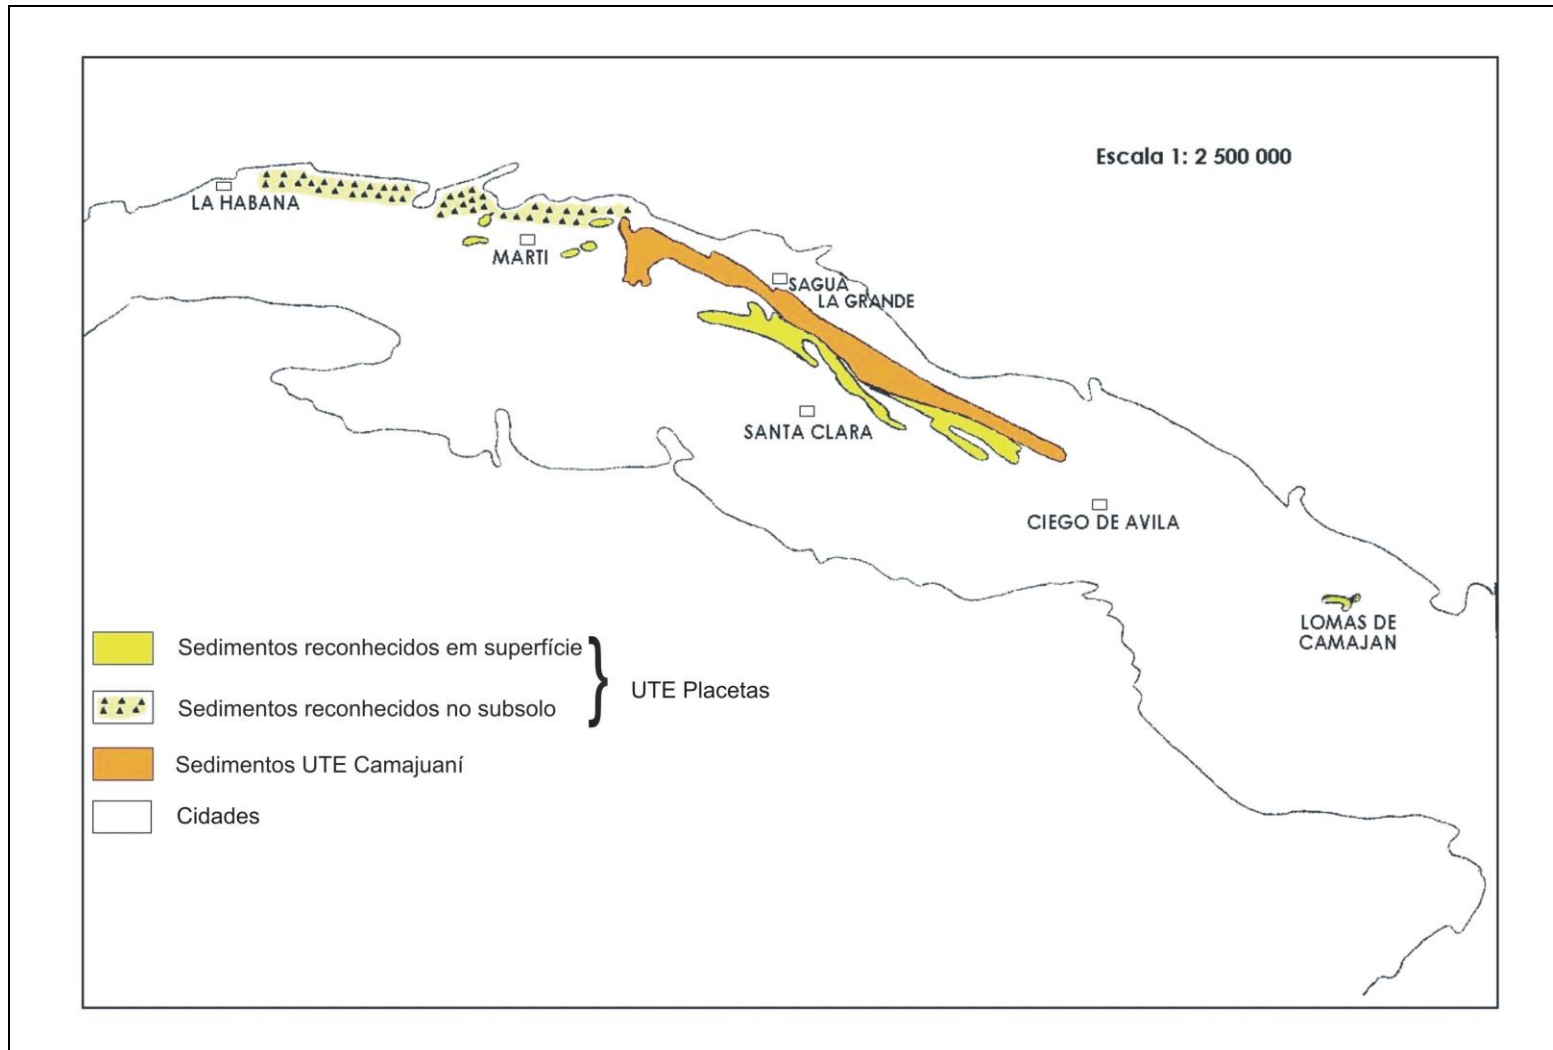 Escala 1: 2 500 000
LA HABANA
MARTI
SAGUA
LA GRANDE
SANTA CLARA
CIEGO DE AVILA
LOMAS DE
CAMAJAN
Sedimentos reconhecidos em superfície
Sedimentos reconhecidos no subsolo
UTE Placetas
Sedimentos UTE Camajuaní
Cidades